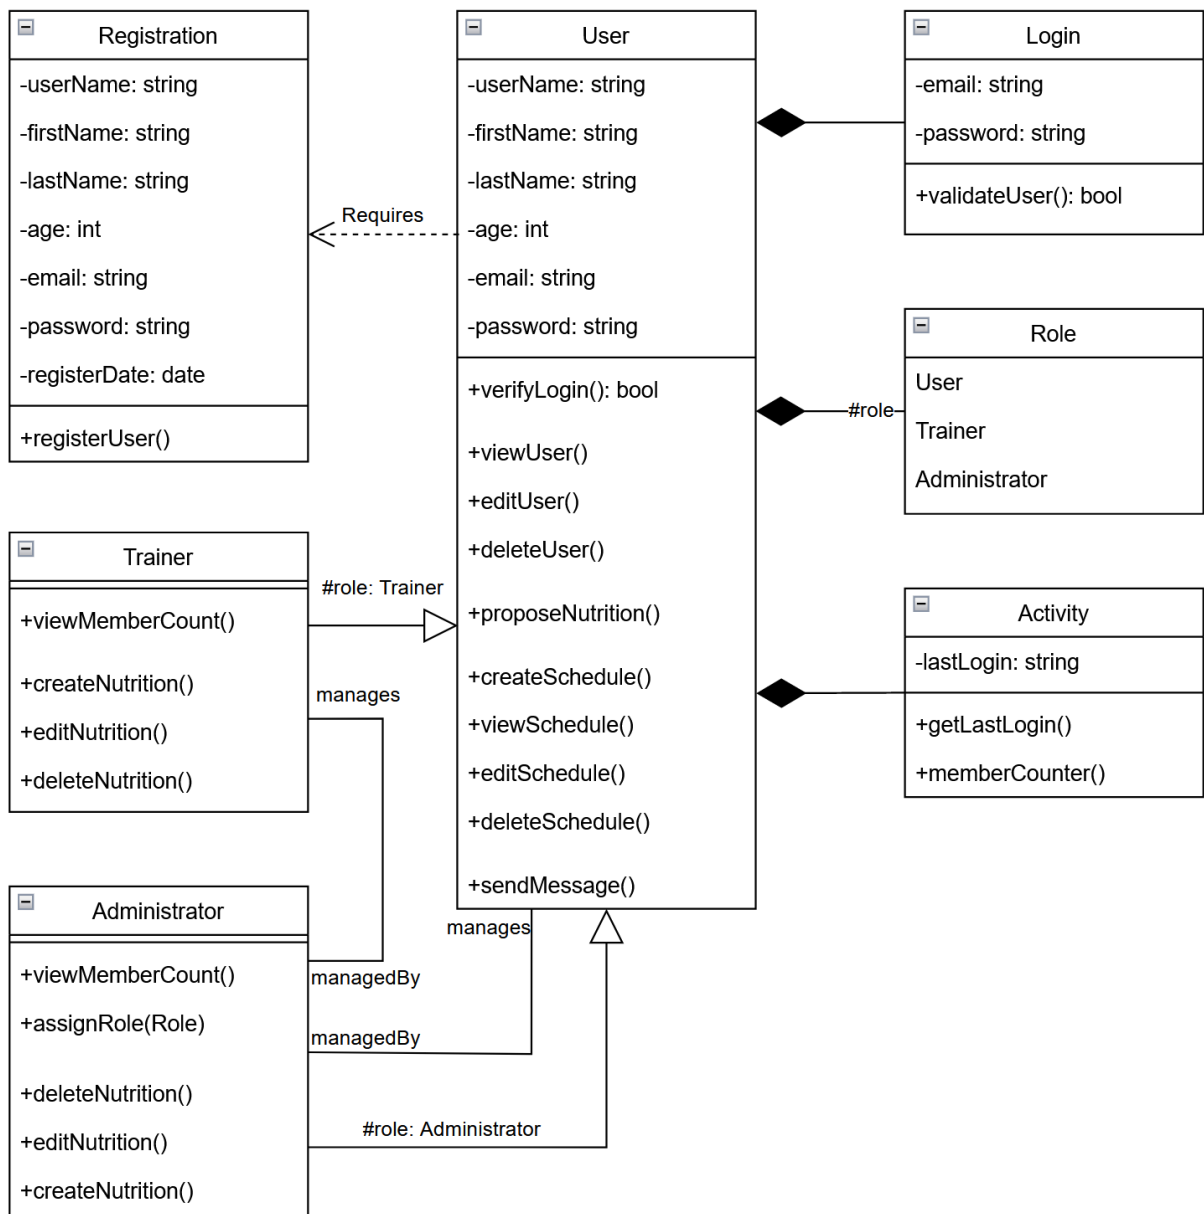 Registration
-userName: string
-firstName: string
-lastName: string
-age: int
-email: string
-password: string
-registerDate: date
+registerUser()
Requires
User
-userName: string
-firstName: string
-lastName: string
-age: int
-email: string
-password: string
+verifyLogin(): bool
+viewUser()
+editUser()
+deleteUser()
+proposeNutrition()
+createSchedule()
+viewSchedule()
+editSchedule()
+deleteSchedule()
+sendMessage()
Login
-email: string
-password: string
+validateUser(): bool
#role
Role
User
Trainer
Administrator
Activity
-lastLogin: string
+getLastLogin()
+memberCounter()
Trainer
+viewMemberCount()
+createNutrition()
+editNutrition()
+deleteNutrition()
#role: Trainer
manages
managedBy
Administrator
+viewMemberCount()
+assignRole(Role)
+deleteNutrition()
+editNutrition()
+createNutrition()
manages
managedBy
#role: Administrator